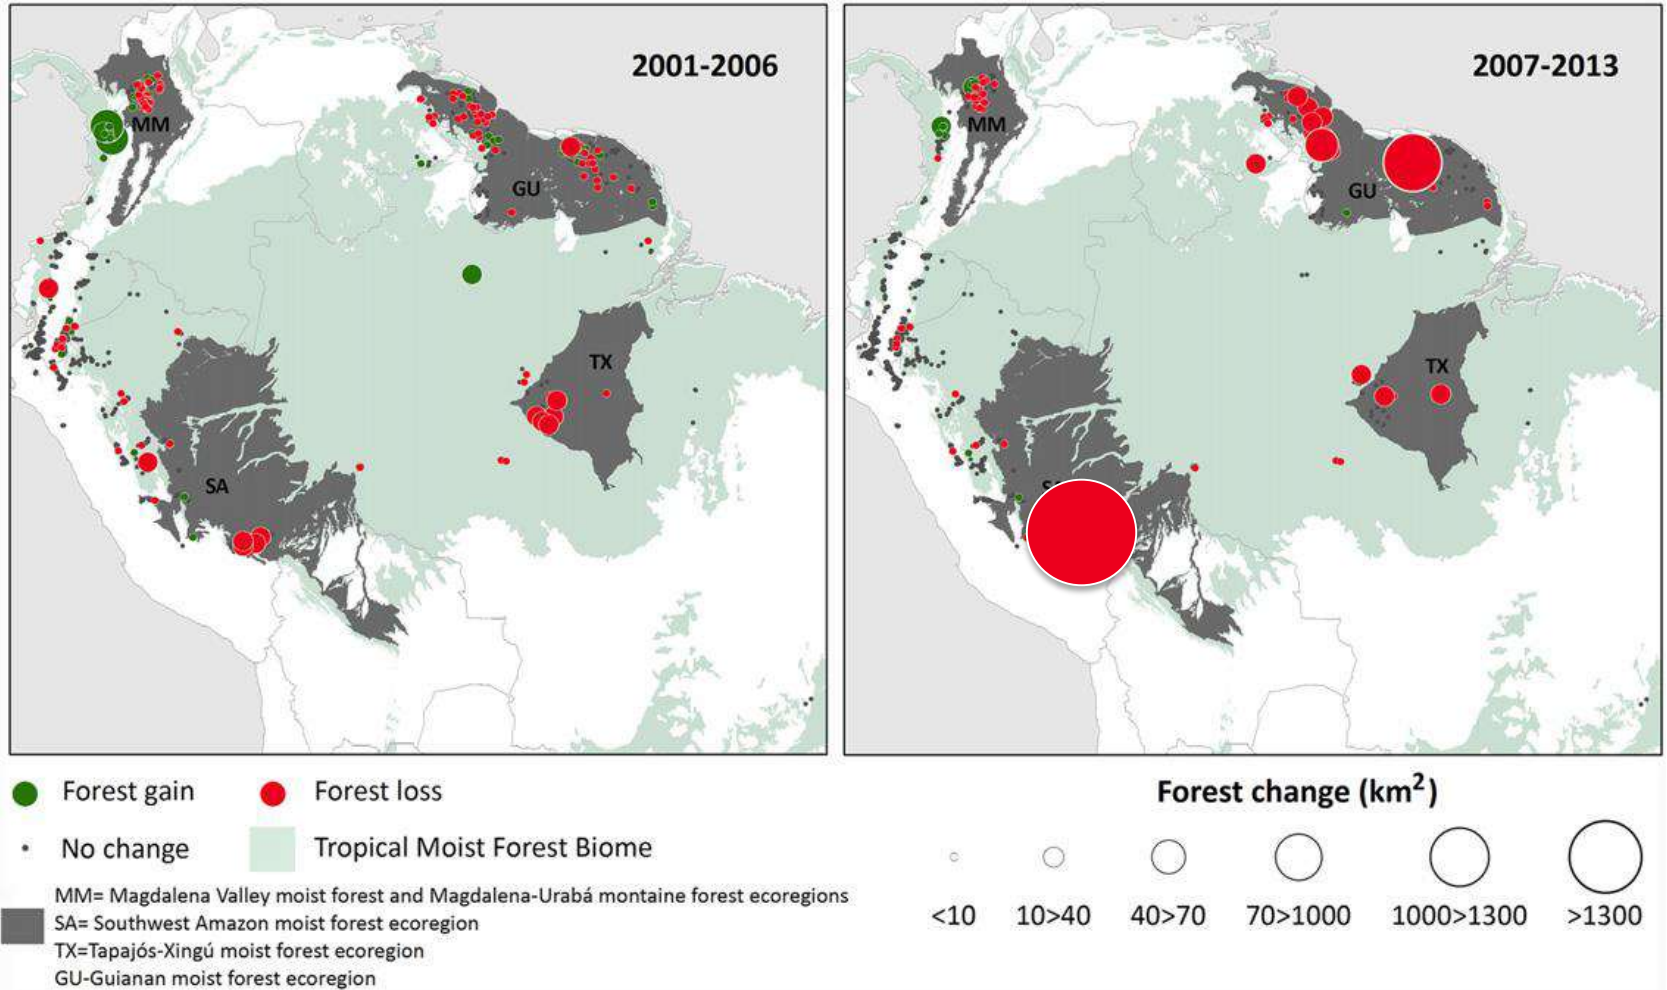 2001-2006
MM
GU
TX
SA
2007-2013
MM
GU
TX
Forest gain
Forest loss
No change
Tropical Moist Forest Biome
MM= Magdalena Valley moist forest and Magdalena-Urabá montaine forest ecoregions
SA= Southwest Amazon moist forest ecoregion
TX=Tapajós-Xingú moist forest ecoregion
GU-Guianan moist forest ecoregion
Forest change (km²)
<10 10>40 40>70 70>1000 1000>1300 >1300